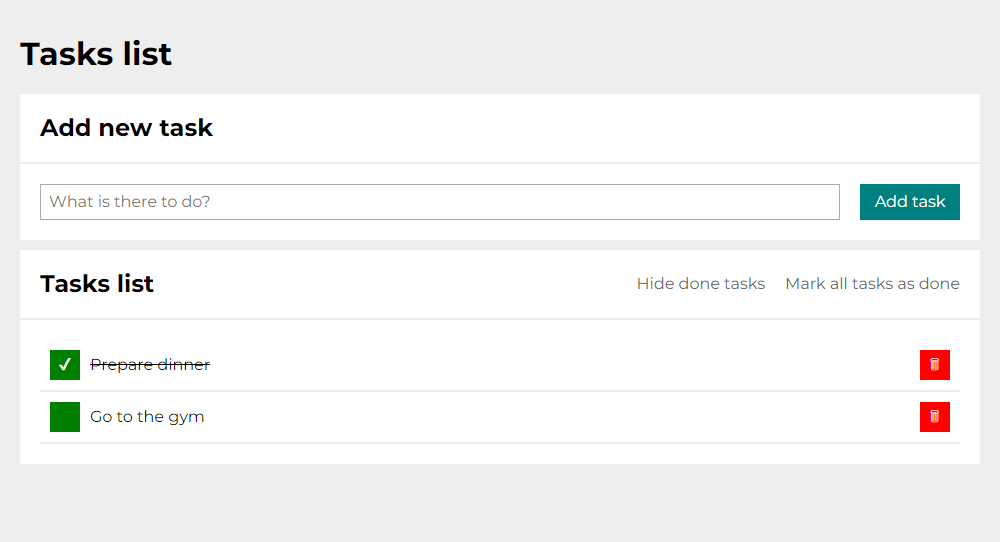 Tasks list
Add new task
What is there to do?
Add task
Tasks list
Hide done tasks
Mark all tasks as done
Prepare dinner
Go to the gym